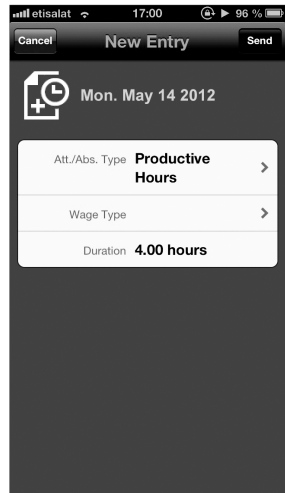 etisalat 17:00 96 %
Cancel New Entry Send
Mon. May 14 2012
Att./Abs. Type Productive
Hours
Wage Type
Duration 4.00 hours